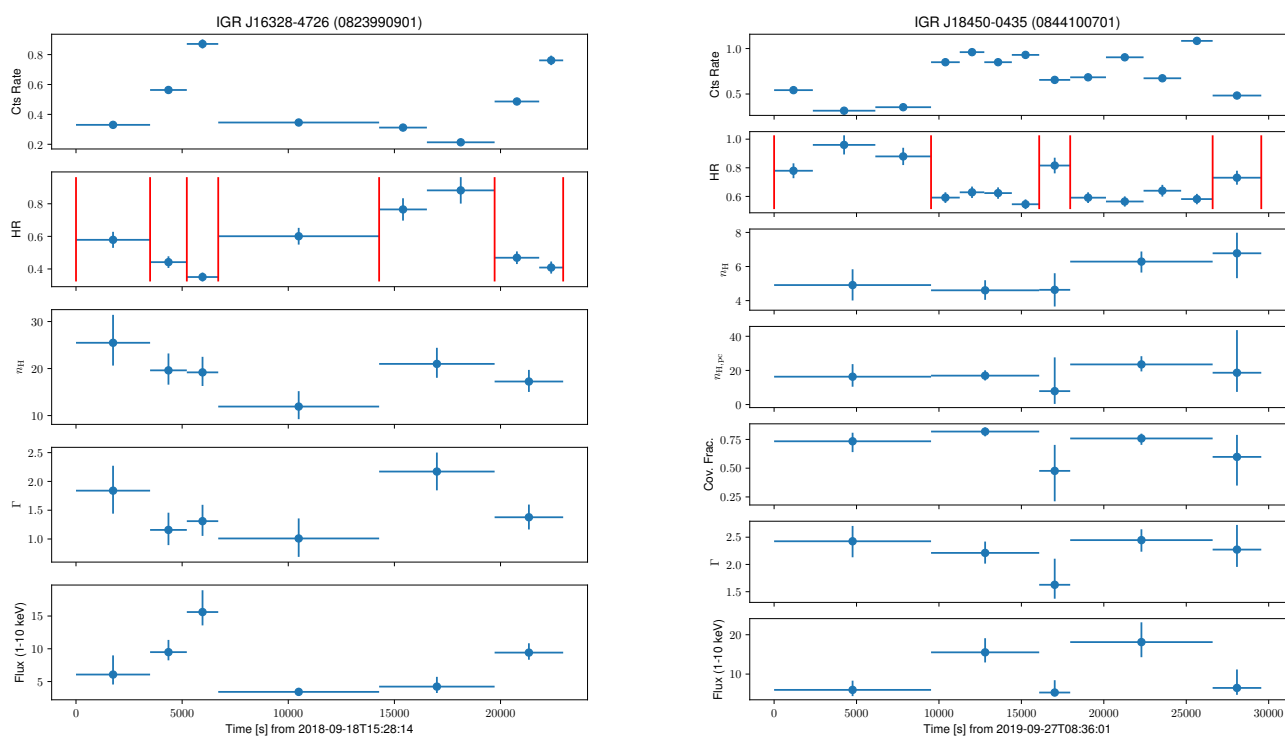 IGR J16328-4726 (0823990901)
0.8
0.6
0.4
0.2
Cts Rate
0.8
0.6
0.4
HR
30
20
10
n_H
2.5
2.0
1.5
1.0
Γ
15
10
5
Flux (1-10 keV)
0 5000 10000 15000 20000
Time [s] from 2018-09-18T15:28:14
IGR J18450-0435 (0844100701)
1.0
0.5
Cts Rate
1.0
0.8
0.6
HR
8
6
4
n_H
40
20
0
n_H,pc
0.75
0.50
0.25
Cov. Frac.
2.5
2.0
1.5
Γ
20
10
Flux (1-10 keV)
0 5000 10000 15000 20000 25000 30000
Time [s] from 2019-09-27T08:36:01